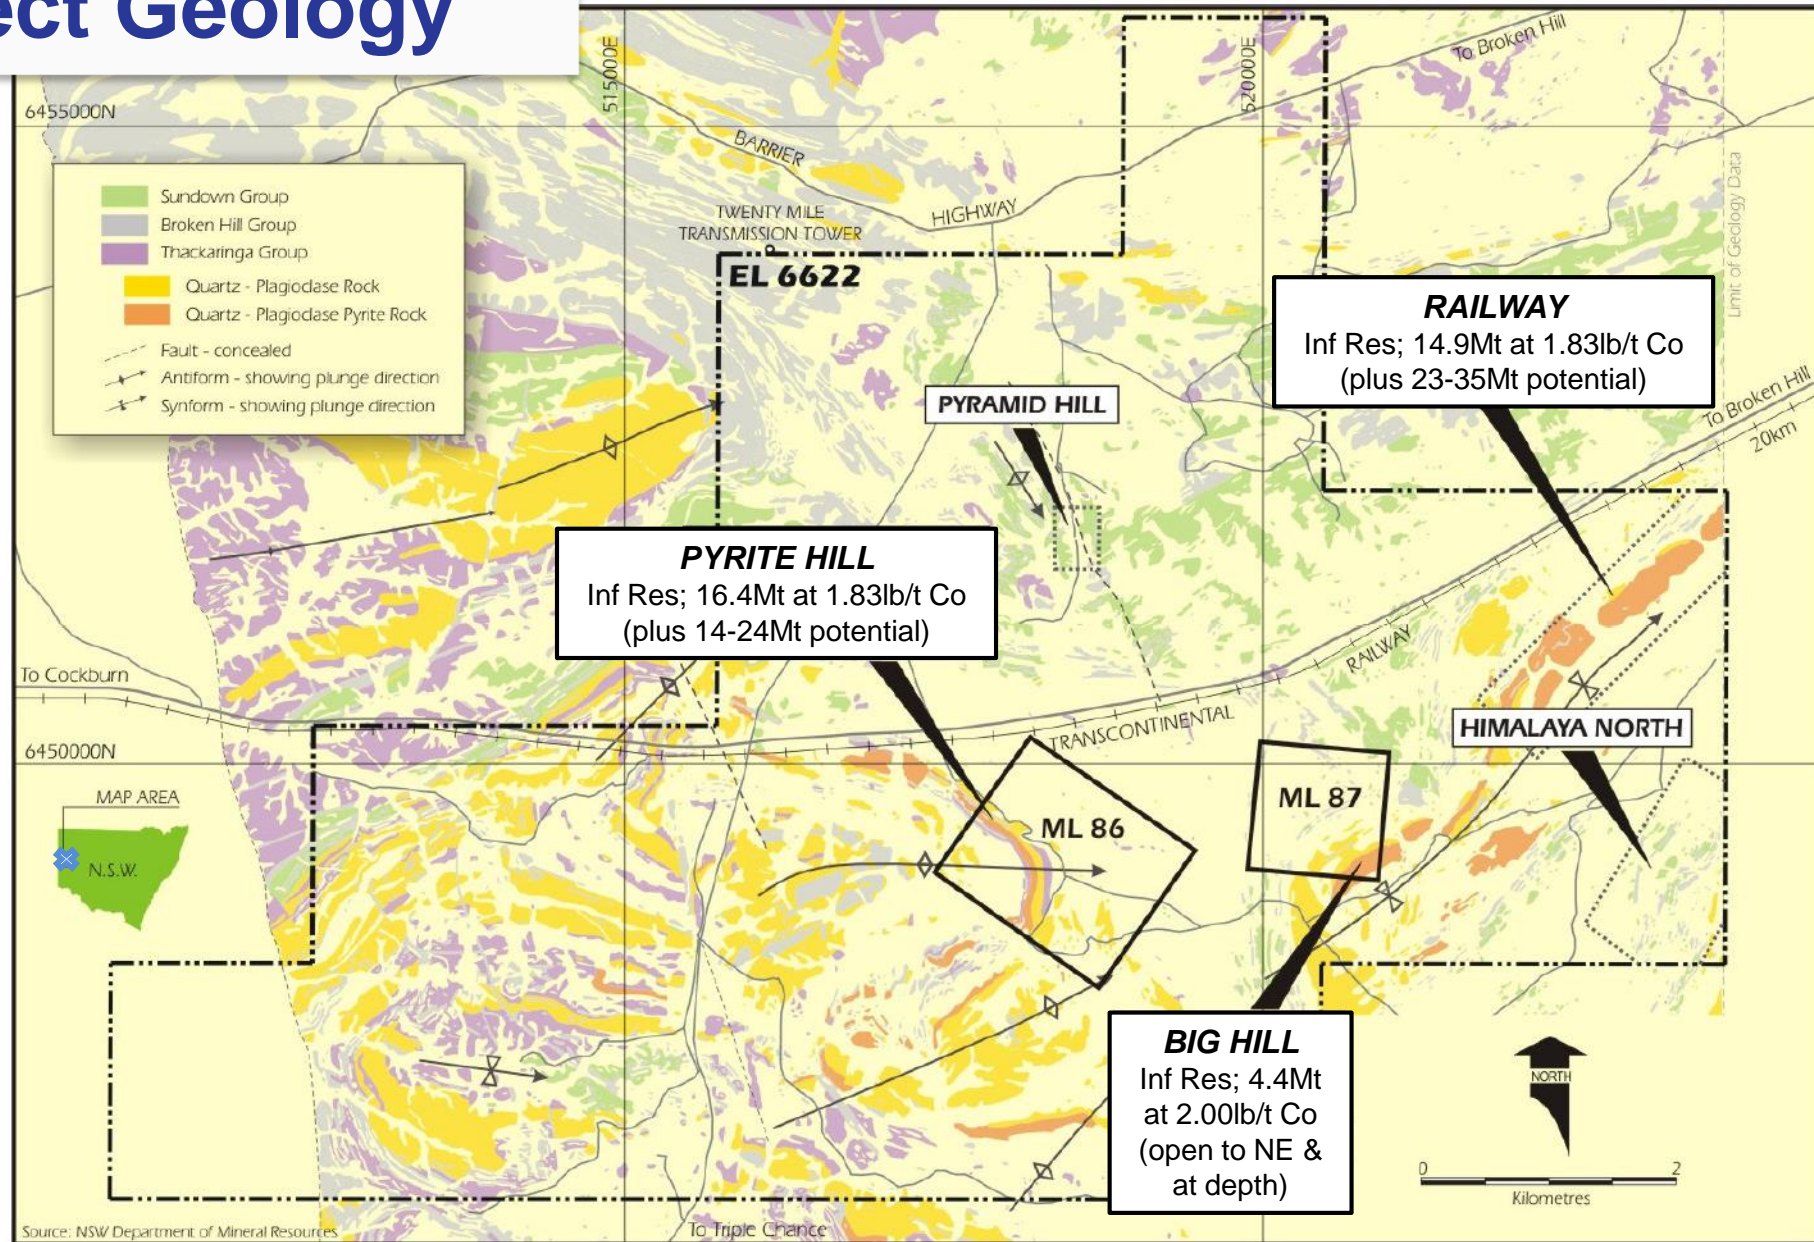 ect Geology
6455000N
515000E
520000E
To Broken Hill
BARRIER
HIGHWAY
Limit of Geology Data
Sundown Group
Broken Hill Group
Thackaringa Group
Quartz - Plagioclase Rock
Quartz - Plagioclase Pyrite Rock
Fault - concealed
Antiform - showing plunge direction
Synform - showing plunge direction
TWENTY MILE
TRANSMISSION TOWER
EL 6622
RAILWAY
Inf Res; 14.9Mt at 1.83lb/t Co
(plus 23-35Mt potential)
PYRAMID HILL
To Broken Hill
20km
PYRITE HILL
Inf Res; 16.4Mt at 1.83lb/t Co
(plus 14-24Mt potential)
To Cockburn
RAILWAY
TRANSCONTINENTAL
HIMALAYA NORTH
6450000N
MAP AREA
N.S.W.
ML 86
ML 87
BIG HILL
Inf Res; 4.4Mt
at 2.00lb/t Co
(open to NE &
at depth)
NORTH
0 2
Kilometres
Source: NSW Department of Mineral Resources
To Triple Chance